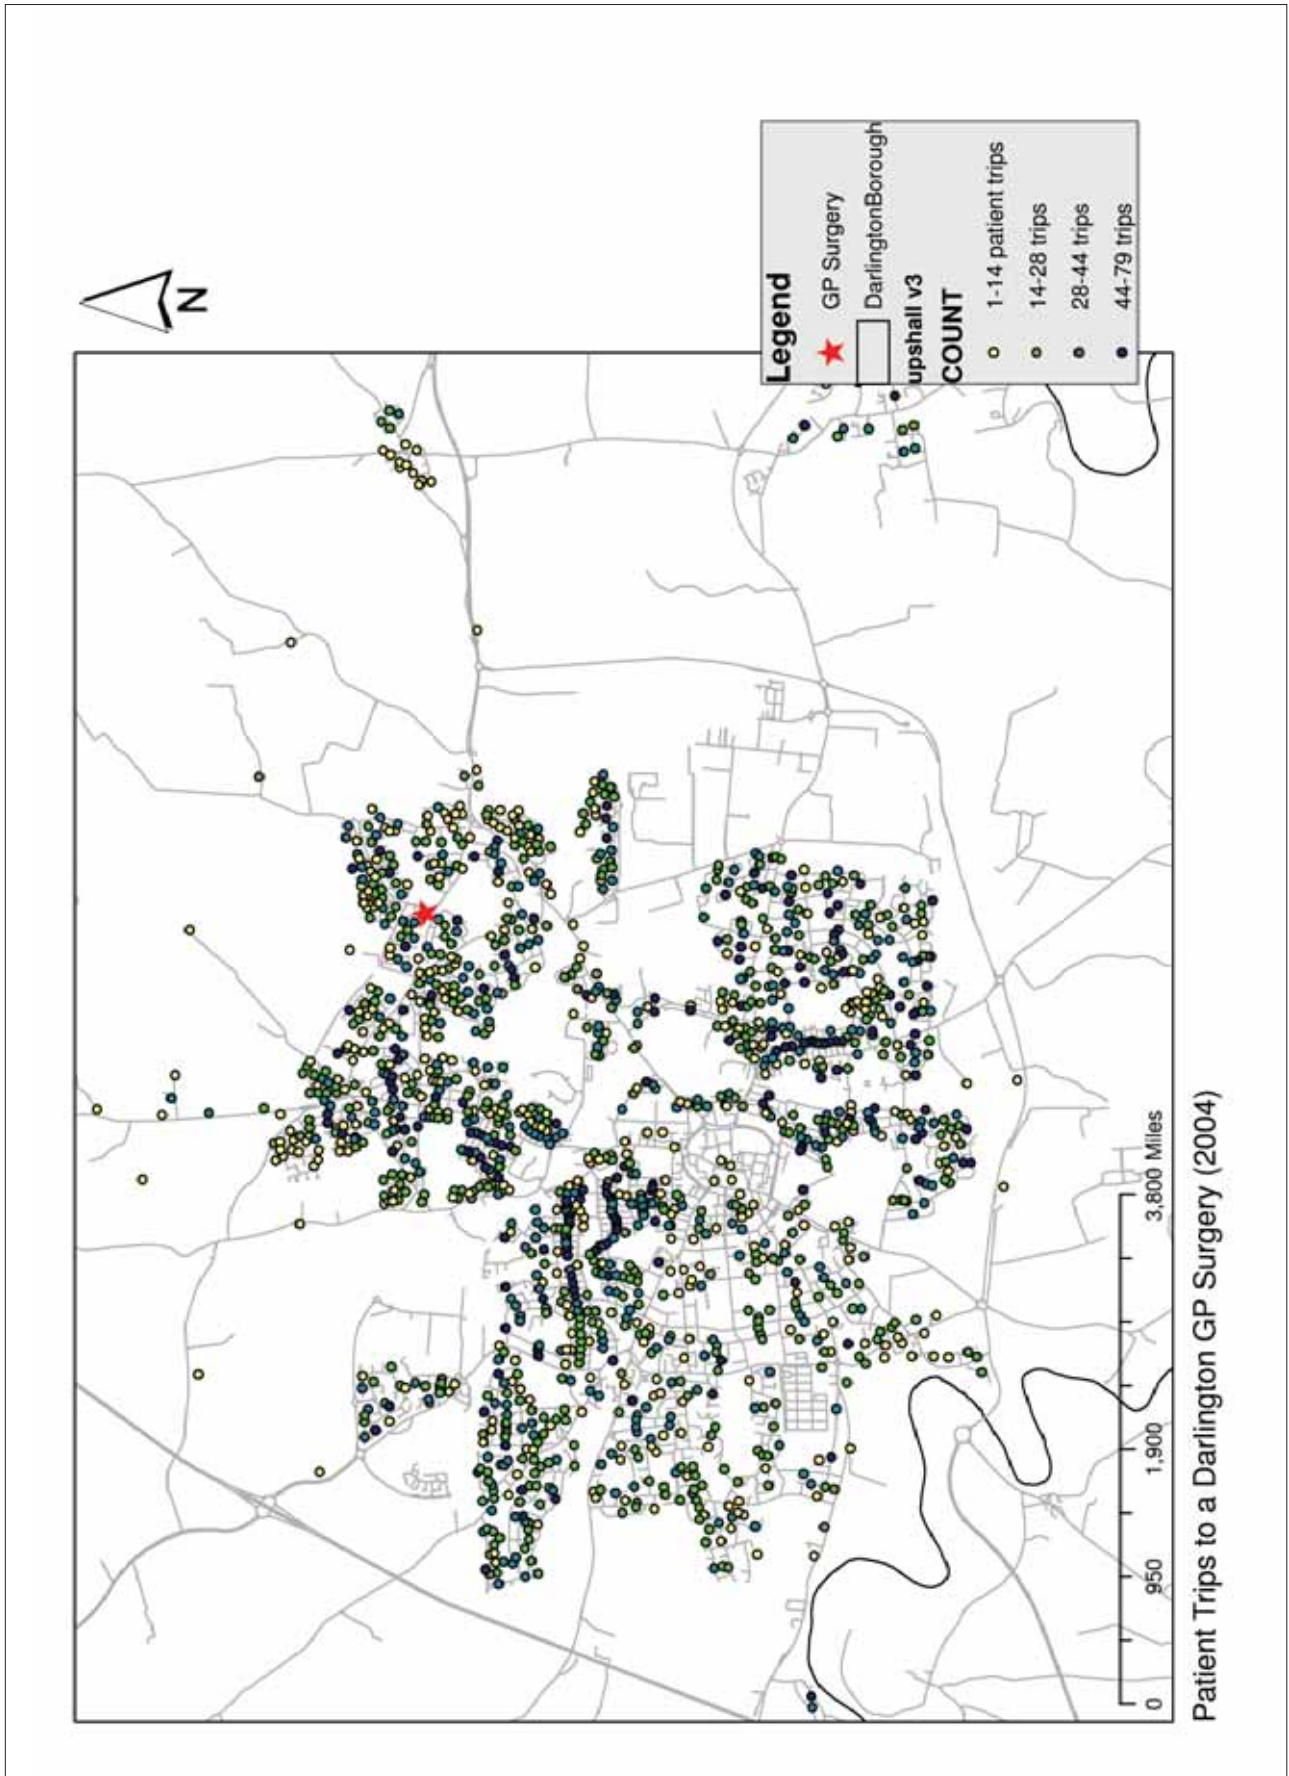 N
Legend
GP Surgery
DarlingtonBorough
upshall v3
COUNT
1-14 patient trips
14-28 trips
28-44 trips
44-79 trips
0 950 1,900 3,800 Miles
Patient Trips to a Darlington GP Surgery (2004)